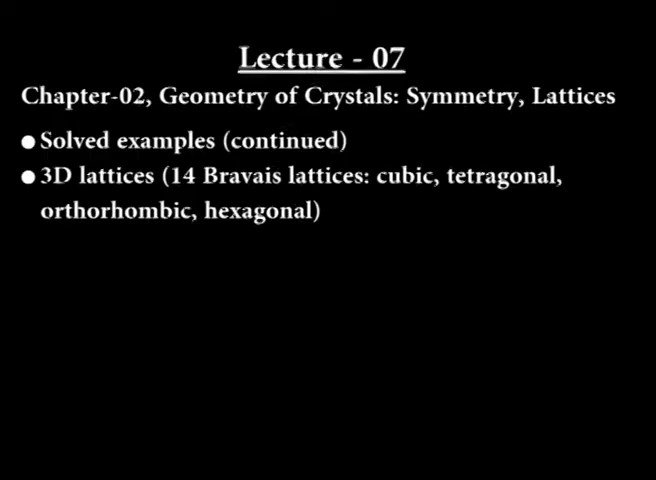 Lecture - 07
Chapter-02, Geometry of Crystals: Symmetry, Lattices
● Solved examples (continued)
● 3D lattices (14 Bravais lattices: cubic, tetragonal,
orthorhombic, hexagonal)